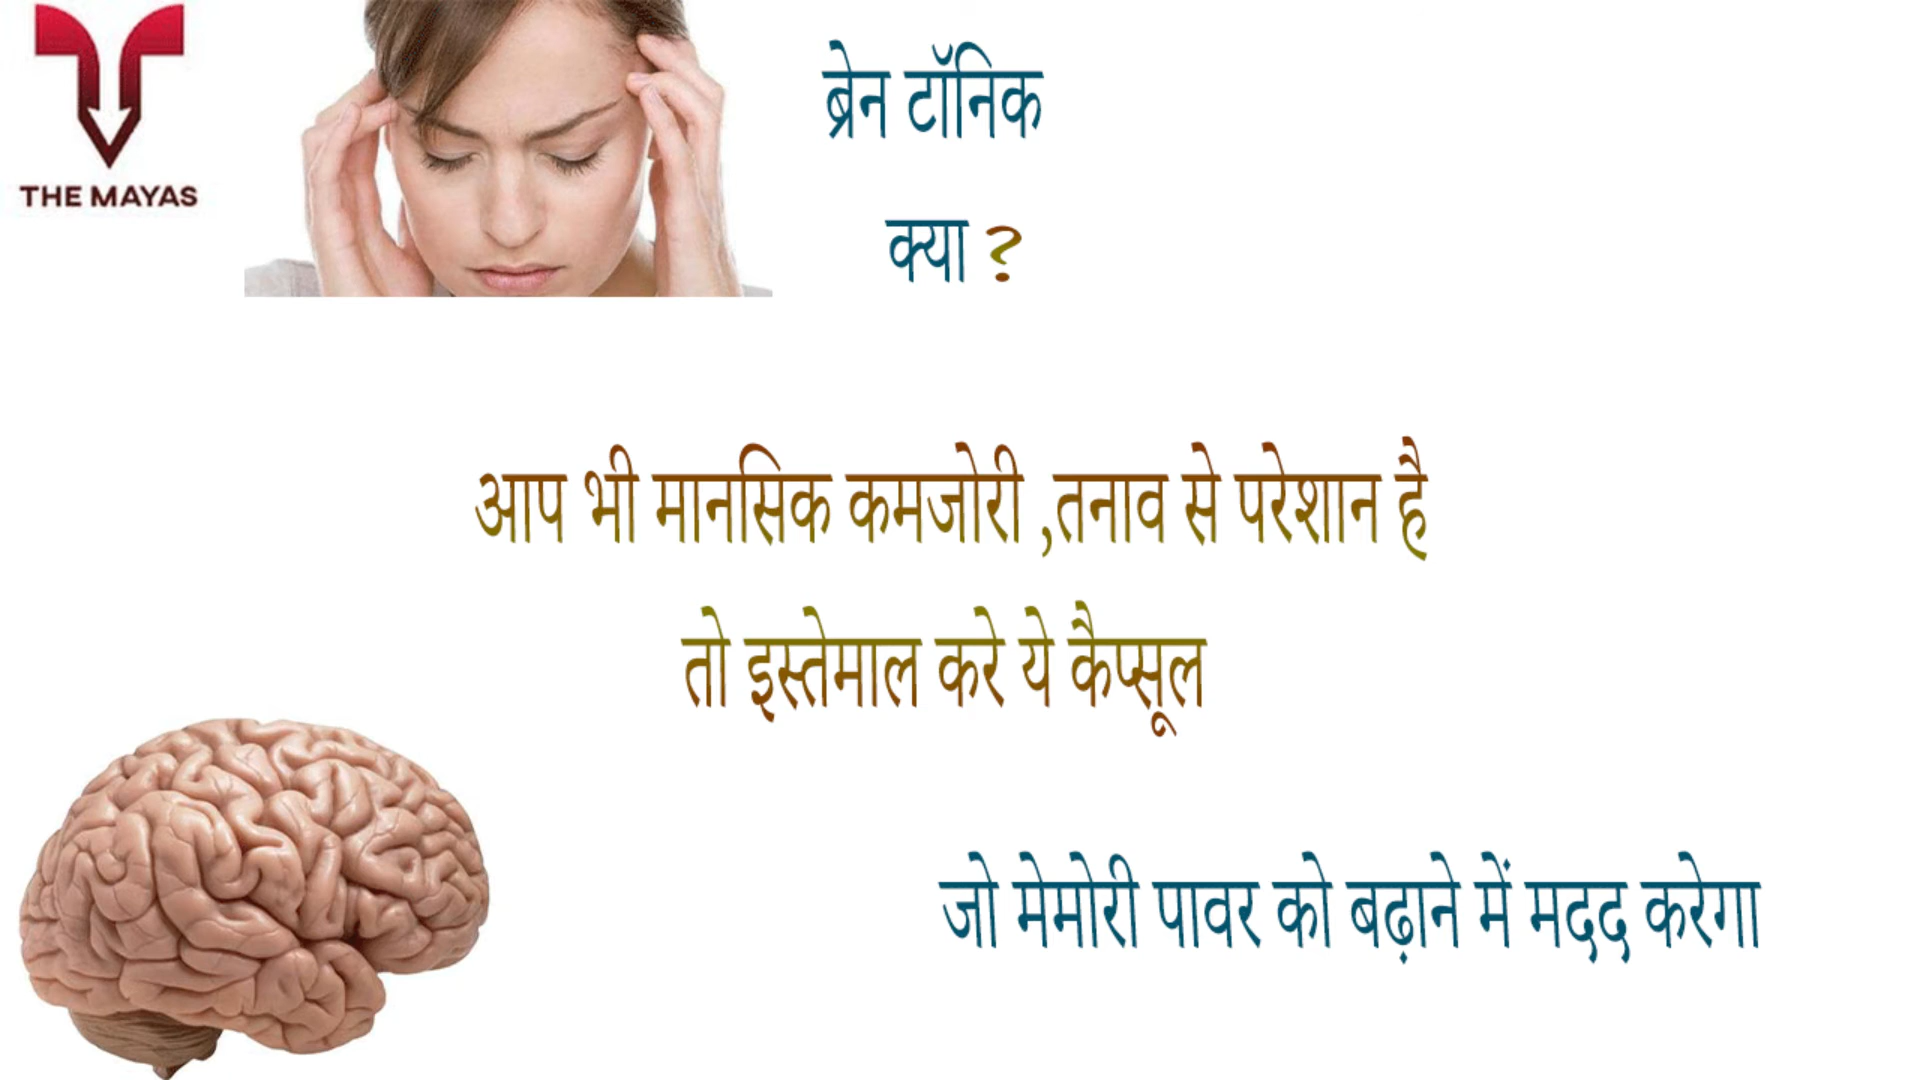 THE MAYAS
ब्रेन टॉनिक
क्या ?
आप भी मानसिक कमजोरी ,तनाव से परेशान है
तो इस्तेमाल करे ये कैप्सूल
जो मेमोरी पावर को बढ़ाने में मदद करेगा